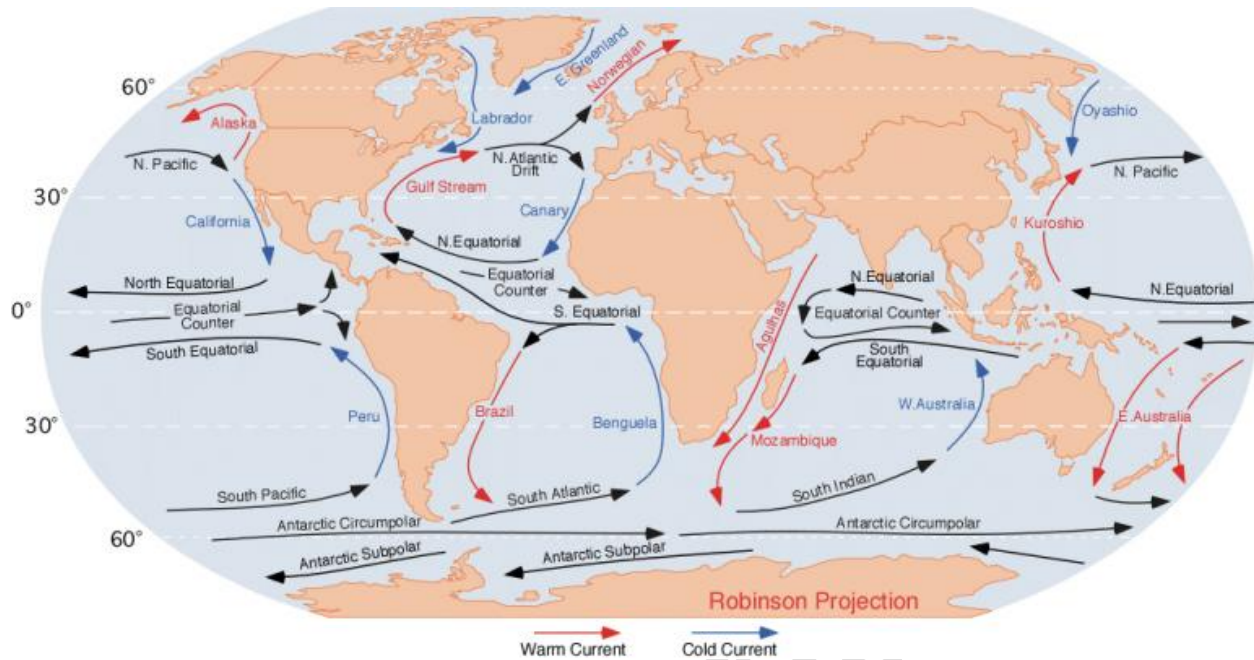 E. Greenland
Norwegian
60°
Alaska
Labrador
Oyashio
N. Pacific
N. Atlantic
Drift
N. Pacific
Gulf Stream
30°
California
Canary
Kuroshio
N.Equatorial
North Equatorial
Equatorial
Counter
N.Equatorial
N.Equatorial
0°
Equatorial
Counter
S. Equatorial
Agulhas
Equatorial Counter
South Equatorial
South
Equatorial
Peru
Brazil
Benguela
W.Australia
E.Australia
30°
Mozambique
South Pacific
South Atlantic
South Indian
Antarctic Circumpolar
Antarctic Circumpolar
60°
Antarctic Subpolar
Antarctic Subpolar
Robinson Projection
Warm Current
Cold Current